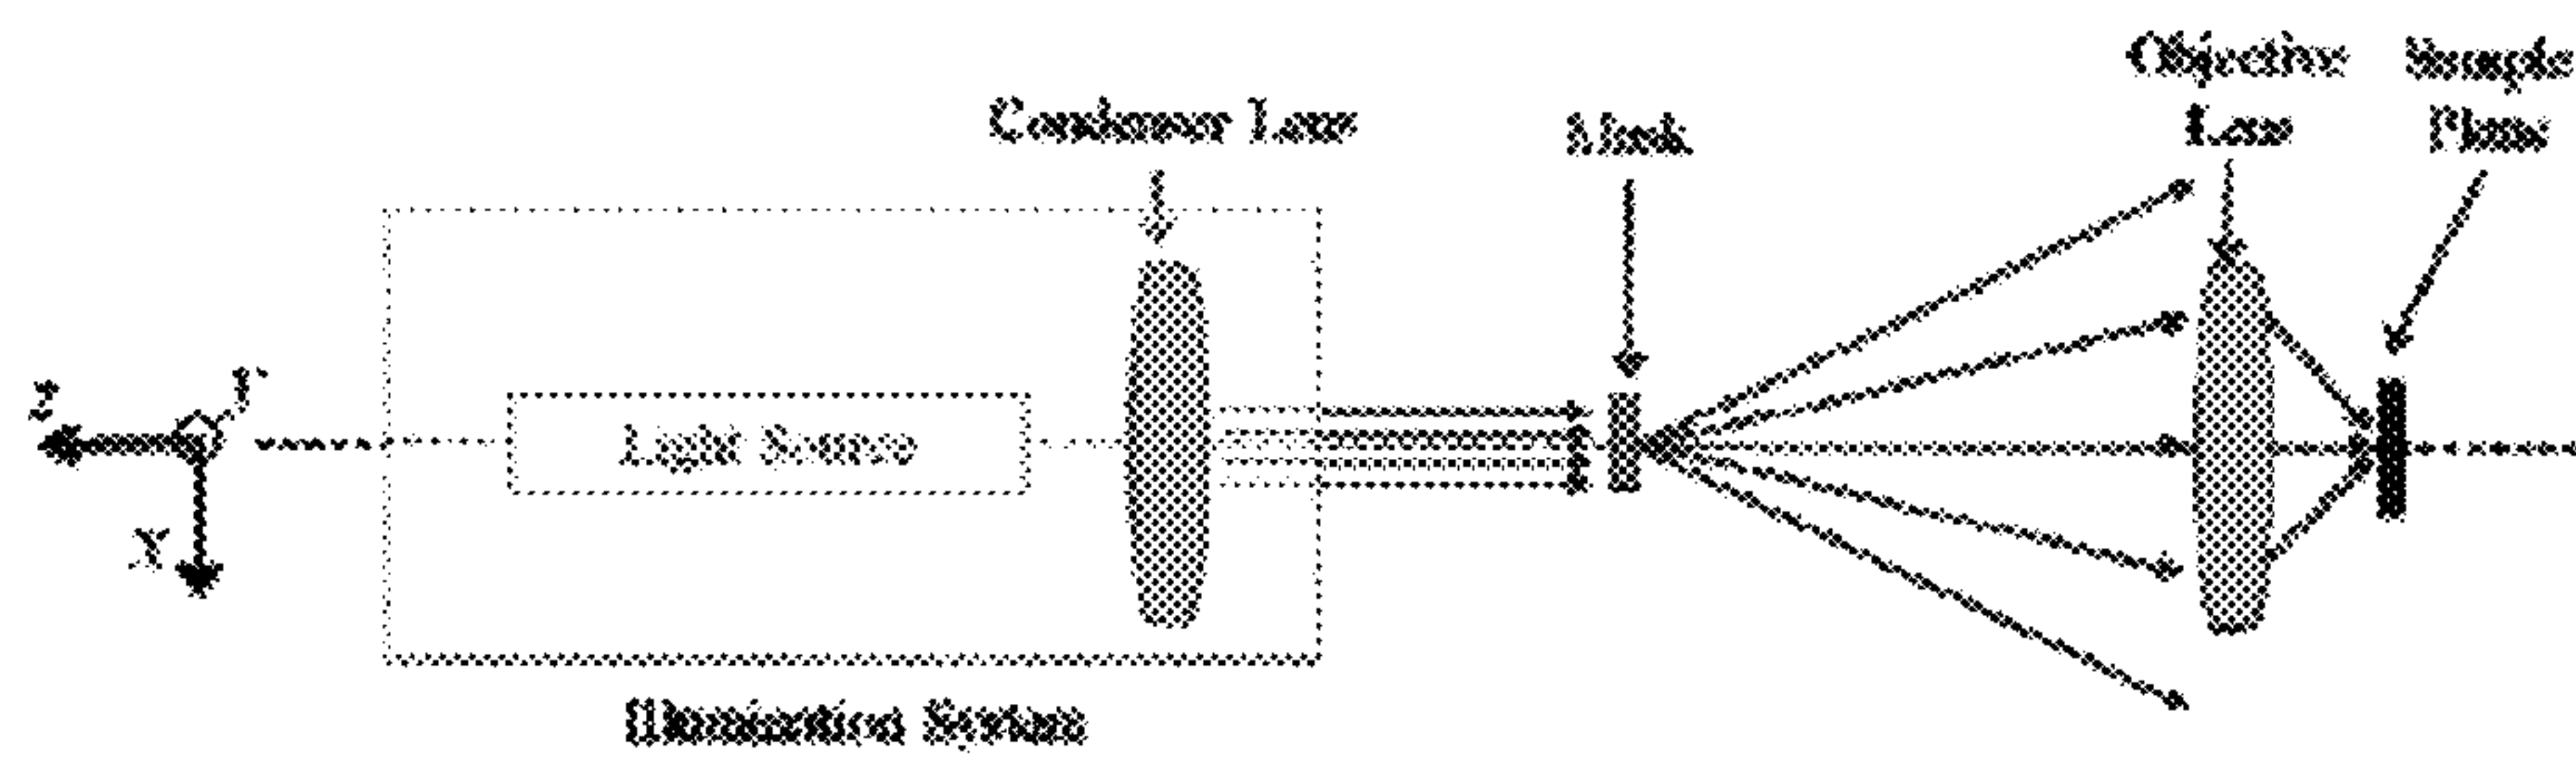 Objective Sample
Condenser Lens Mask Lens Plane
Z Y
Light Source
X
Illumination System